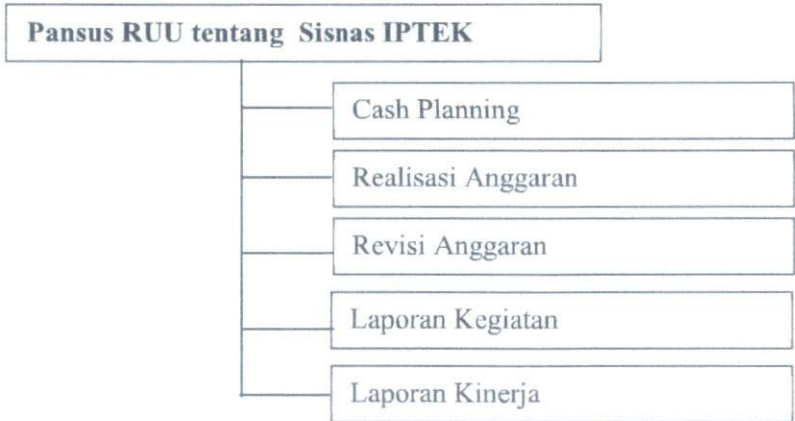 Pansus RUU tentang Sisnas IPTEK
Cash Planning
Realisasi Anggaran
Revisi Anggaran
Laporan Kegiatan
Laporan Kinerja